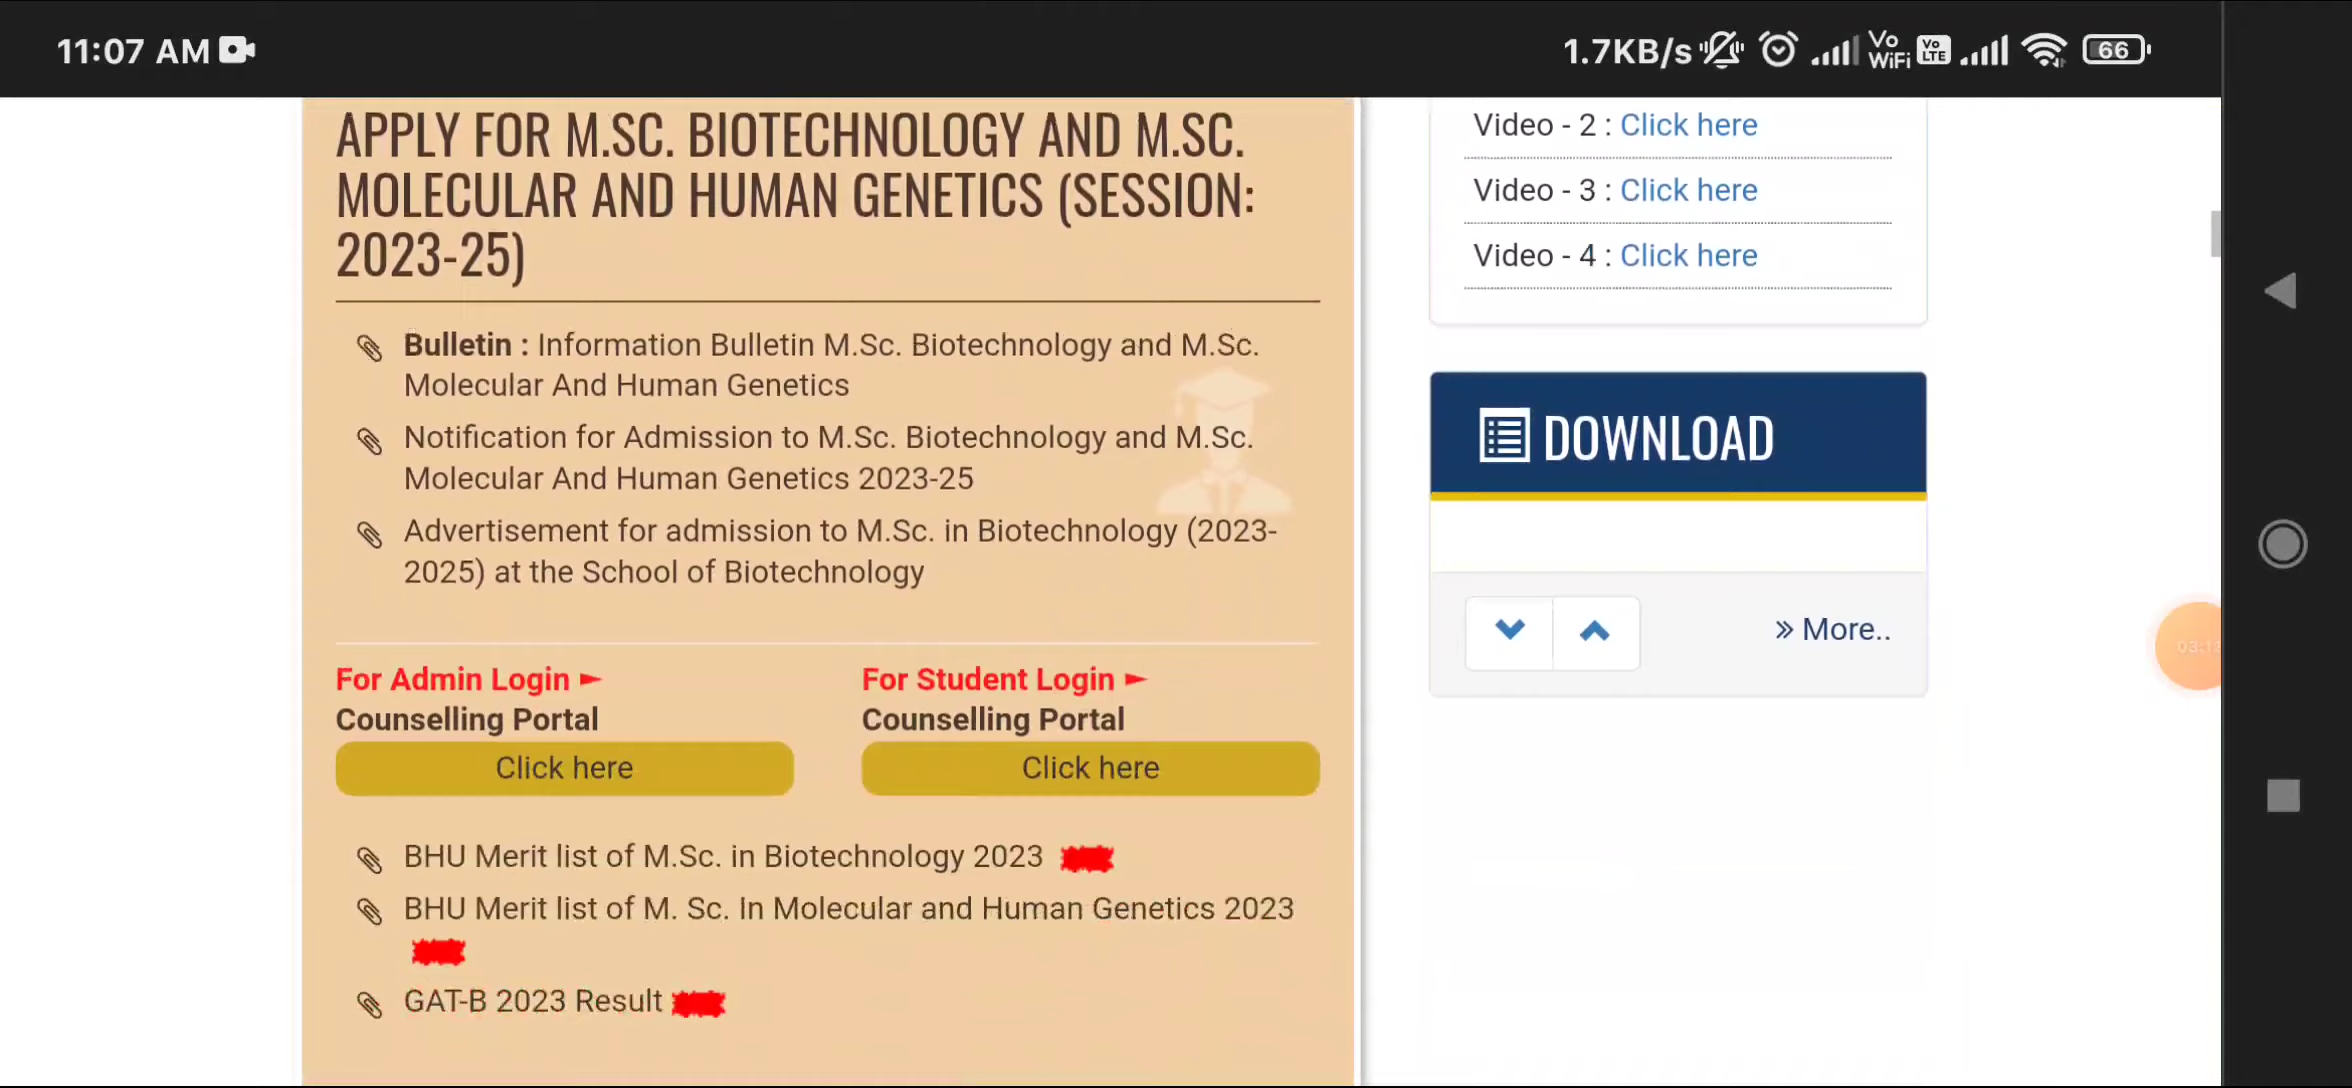 11:07 AM
1.7KB/s Vo WiFi Vo LTE 66
APPLY FOR M.SC. BIOTECHNOLOGY AND M.SC.
MOLECULAR AND HUMAN GENETICS (SESSION:
2023-25)
Bulletin : Information Bulletin M.Sc. Biotechnology and M.Sc.
Molecular And Human Genetics
Notification for Admission to M.Sc. Biotechnology and M.Sc.
Molecular And Human Genetics 2023-25
Advertisement for admission to M.Sc. in Biotechnology (2023-
2025) at the School of Biotechnology
For Admin Login ►
Counselling Portal
Click here
For Student Login ►
Counselling Portal
Click here
BHU Merit list of M.Sc. in Biotechnology 2023
BHU Merit list of M. Sc. In Molecular and Human Genetics 2023
GAT-B 2023 Result
Video - 2 : Click here
Video - 3 : Click here
Video - 4 : Click here
DOWNLOAD
» More..